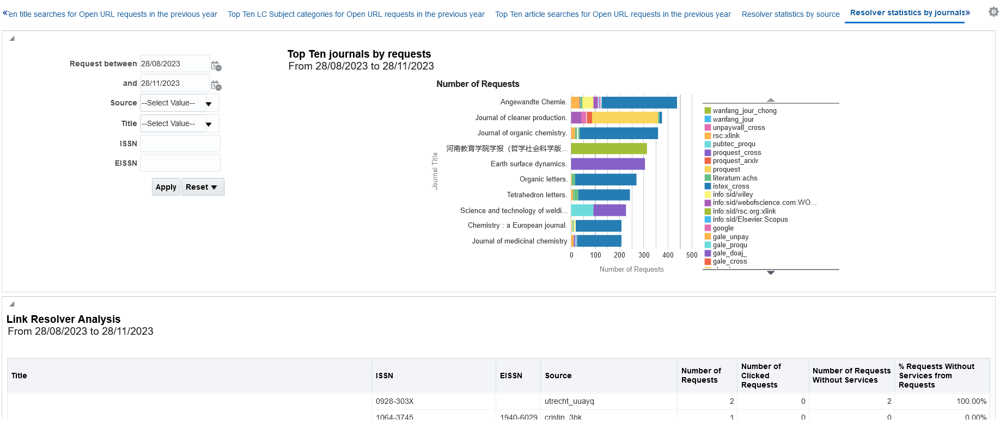 en title searches for Open URL requests in the previous year
Top Ten LC Subject categories for Open URL requests in the previous year
Top Ten article searches for Open URL requests in the previous year
Resolver statistics by source
Resolver statistics by journals
Request between 28/08/2023
and 28/11/2023
Source --Select Value--
Title --Select Value--
ISSN
EISSN
Apply Reset
Top Ten journals by requests
From 28/08/2023 to 28/11/2023
Number of Requests
Journal Title
Angewandte Chemie.
Journal of cleaner production.
Journal of organic chemistry.
河南教育学院学报（哲学社会科学版...
Earth surface dynamics.
Organic letters.
Tetrahedron letters.
Science and technology of weldi...
Chemistry : a European journal.
Journal of medicinal chemistry
0 100 200 300 400 500
Number of Requests
wanfang_jour_chong
wanfang_jour
unpaywall_cross
rsc:xlink
pubtec_proqu
proquest_cross
proquest_arxiv
proquest
literatum:achs
istex_cross
info:sid/wiley
info:sid/webofscience.com:WO...
info:sid/rsc.org:xlink
info:sid/Elsevier:Scopus
google
gale_unpay
gale_proqu
gale_doaj_
gale_cross
Link Resolver Analysis
From 28/08/2023 to 28/11/2023
Title ISSN EISSN Source Number of Requests Number of Clicked Requests Number of Requests Without Services % Requests Without Services from Requests
0928-303X utrecht_uuayq 2 0 2 100.00%
1064-3745 1940-6029 cristin_3hk 1 0 0 0.00%